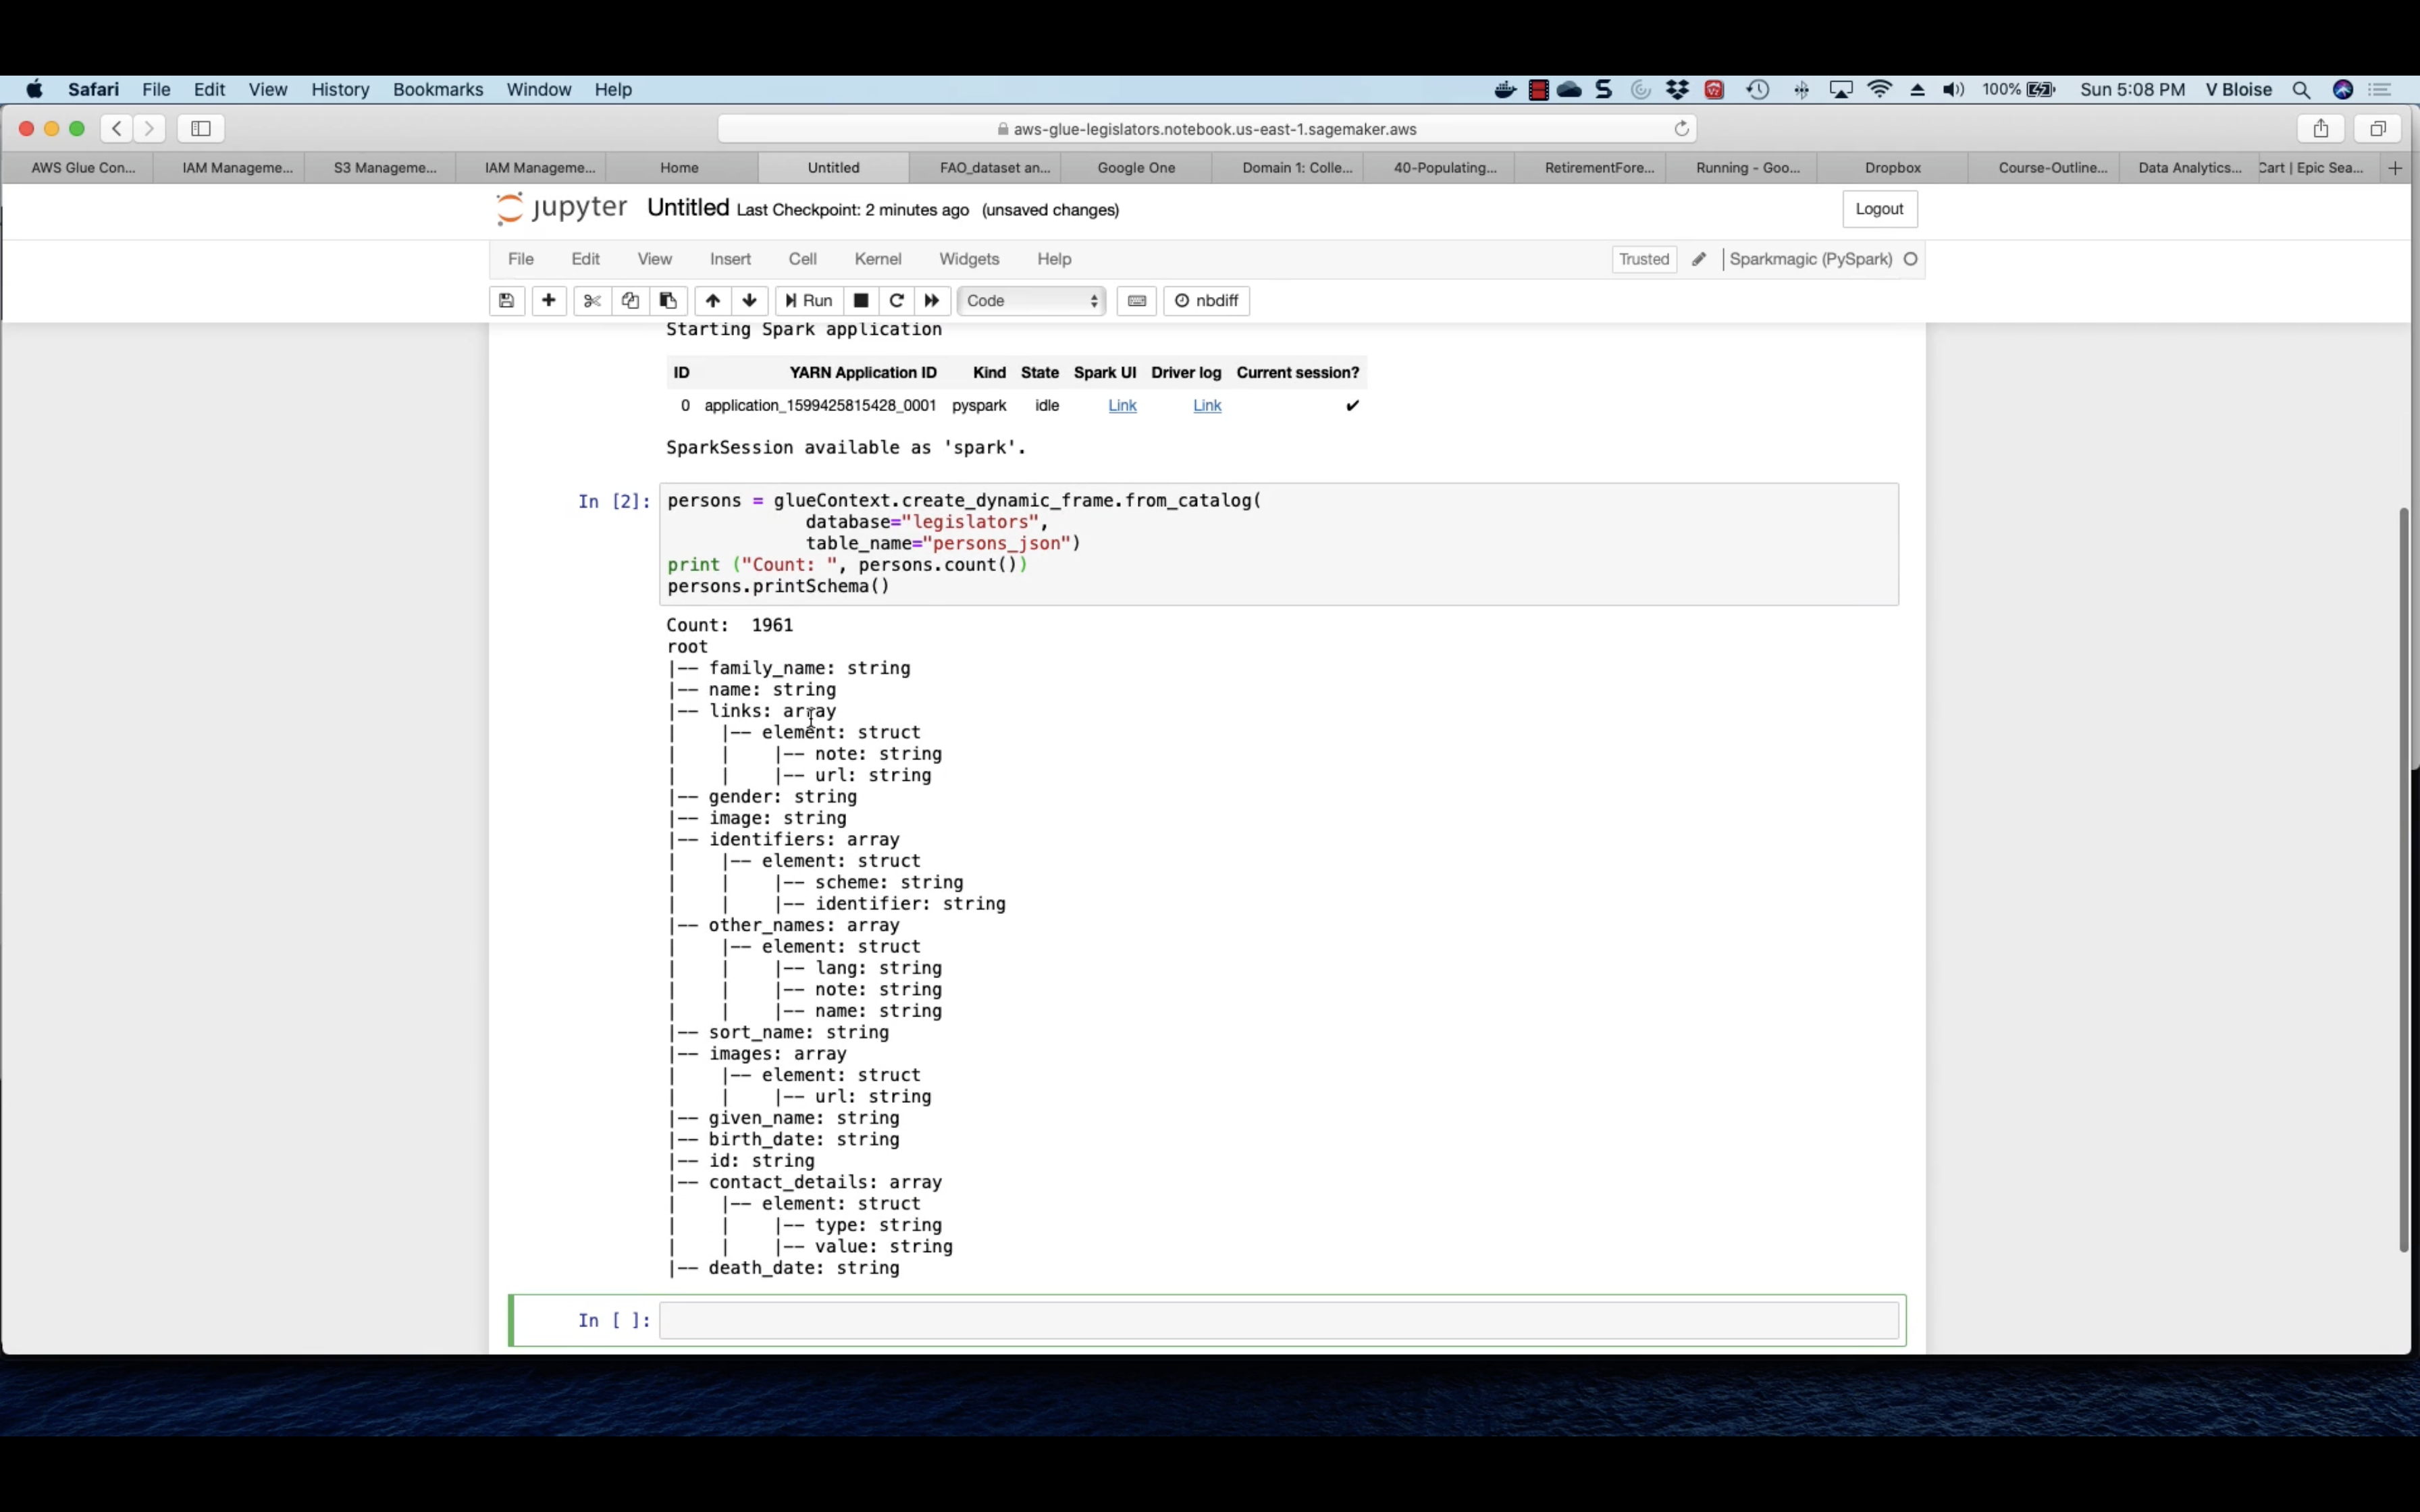 Safari File Edit View History Bookmarks Window Help 100% Sun 5:08 PM V Bloise
aws-glue-legislators.notebook.us-east-1.sagemaker.aws
AWS Glue Con... IAM Manageme... S3 Manageme... IAM Manageme... Home Untitled FAO_dataset an... Google One Domain 1: Colle... 40-Populating... RetirementFore... Running - Goo... Dropbox Course-Outline... Data Analytics... Cart | Epic Sea...
jupyter Untitled Last Checkpoint: 2 minutes ago (unsaved changes) Logout
File Edit View Insert Cell Kernel Widgets Help Trusted Sparkmagic (PySpark)
Run Code nbdiff
Starting Spark application
ID YARN Application ID Kind State Spark UI Driver log Current session?
0 application_1599425815428_0001 pyspark idle Link Link ✔
SparkSession available as 'spark'.
In [2]: persons = glueContext.create_dynamic_frame.from_catalog(
database="legislators",
table_name="persons_json")
print ("Count: ", persons.count())
persons.printSchema()
Count:  1961
root
|-- family_name: string
|-- name: string
|-- links: array
|    |-- element: struct
|    |    |-- note: string
|    |    |-- url: string
|-- gender: string
|-- image: string
|-- identifiers: array
|    |-- element: struct
|    |    |-- scheme: string
|    |    |-- identifier: string
|-- other_names: array
|    |-- element: struct
|    |    |-- lang: string
|    |    |-- note: string
|    |    |-- name: string
|-- sort_name: string
|-- images: array
|    |-- element: struct
|    |    |-- url: string
|-- given_name: string
|-- birth_date: string
|-- id: string
|-- contact_details: array
|    |-- element: struct
|    |    |-- type: string
|    |    |-- value: string
|-- death_date: string
In [ ]: